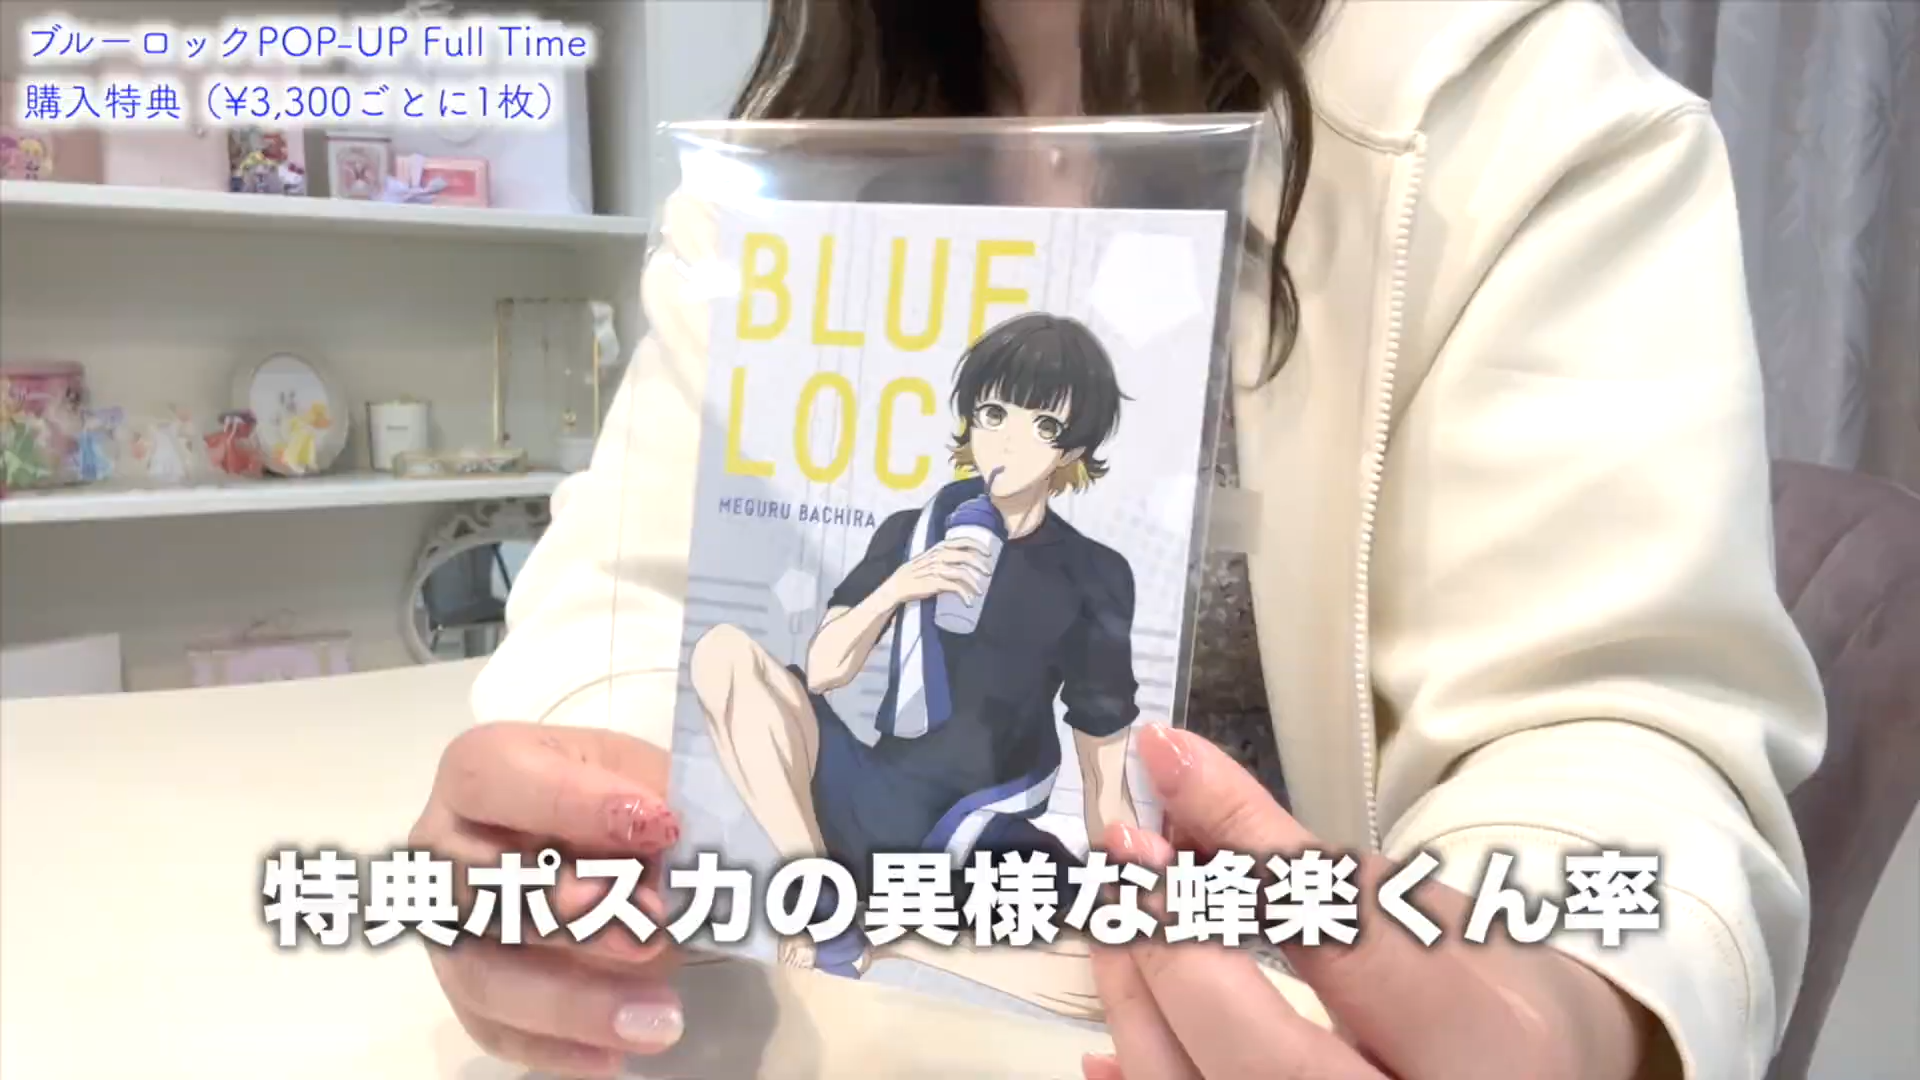 ブルーロックPOP-UP Full Time
購入特典（¥3,300ごとに1枚）
BLUE
LOC
MEGURU BACHIRA
特典ポスカの異様な蜂楽くん率